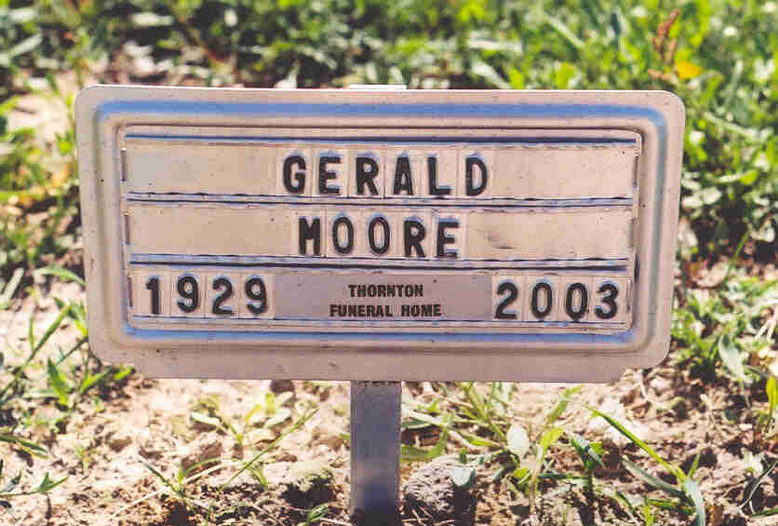 GERALD
MOORE
1929 THORNTON FUNERAL HOME 2003